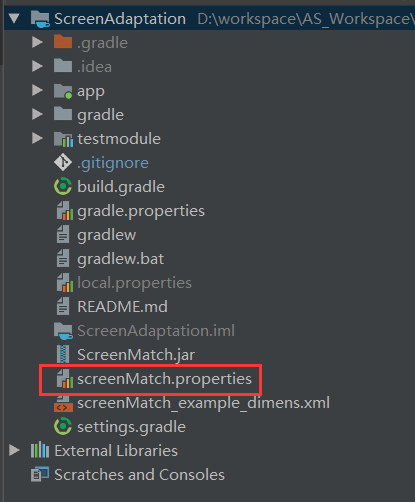 ScreenAdaptation D:\workspace\AS_Workspace\
.gradle
.idea
app
gradle
testmodule
.gitignore
build.gradle
gradle.properties
gradlew
gradlew.bat
local.properties
README.md
ScreenAdaptation.iml
ScreenMatch.jar
screenMatch.properties
screenMatch_example_dimens.xml
settings.gradle
External Libraries
Scratches and Consoles